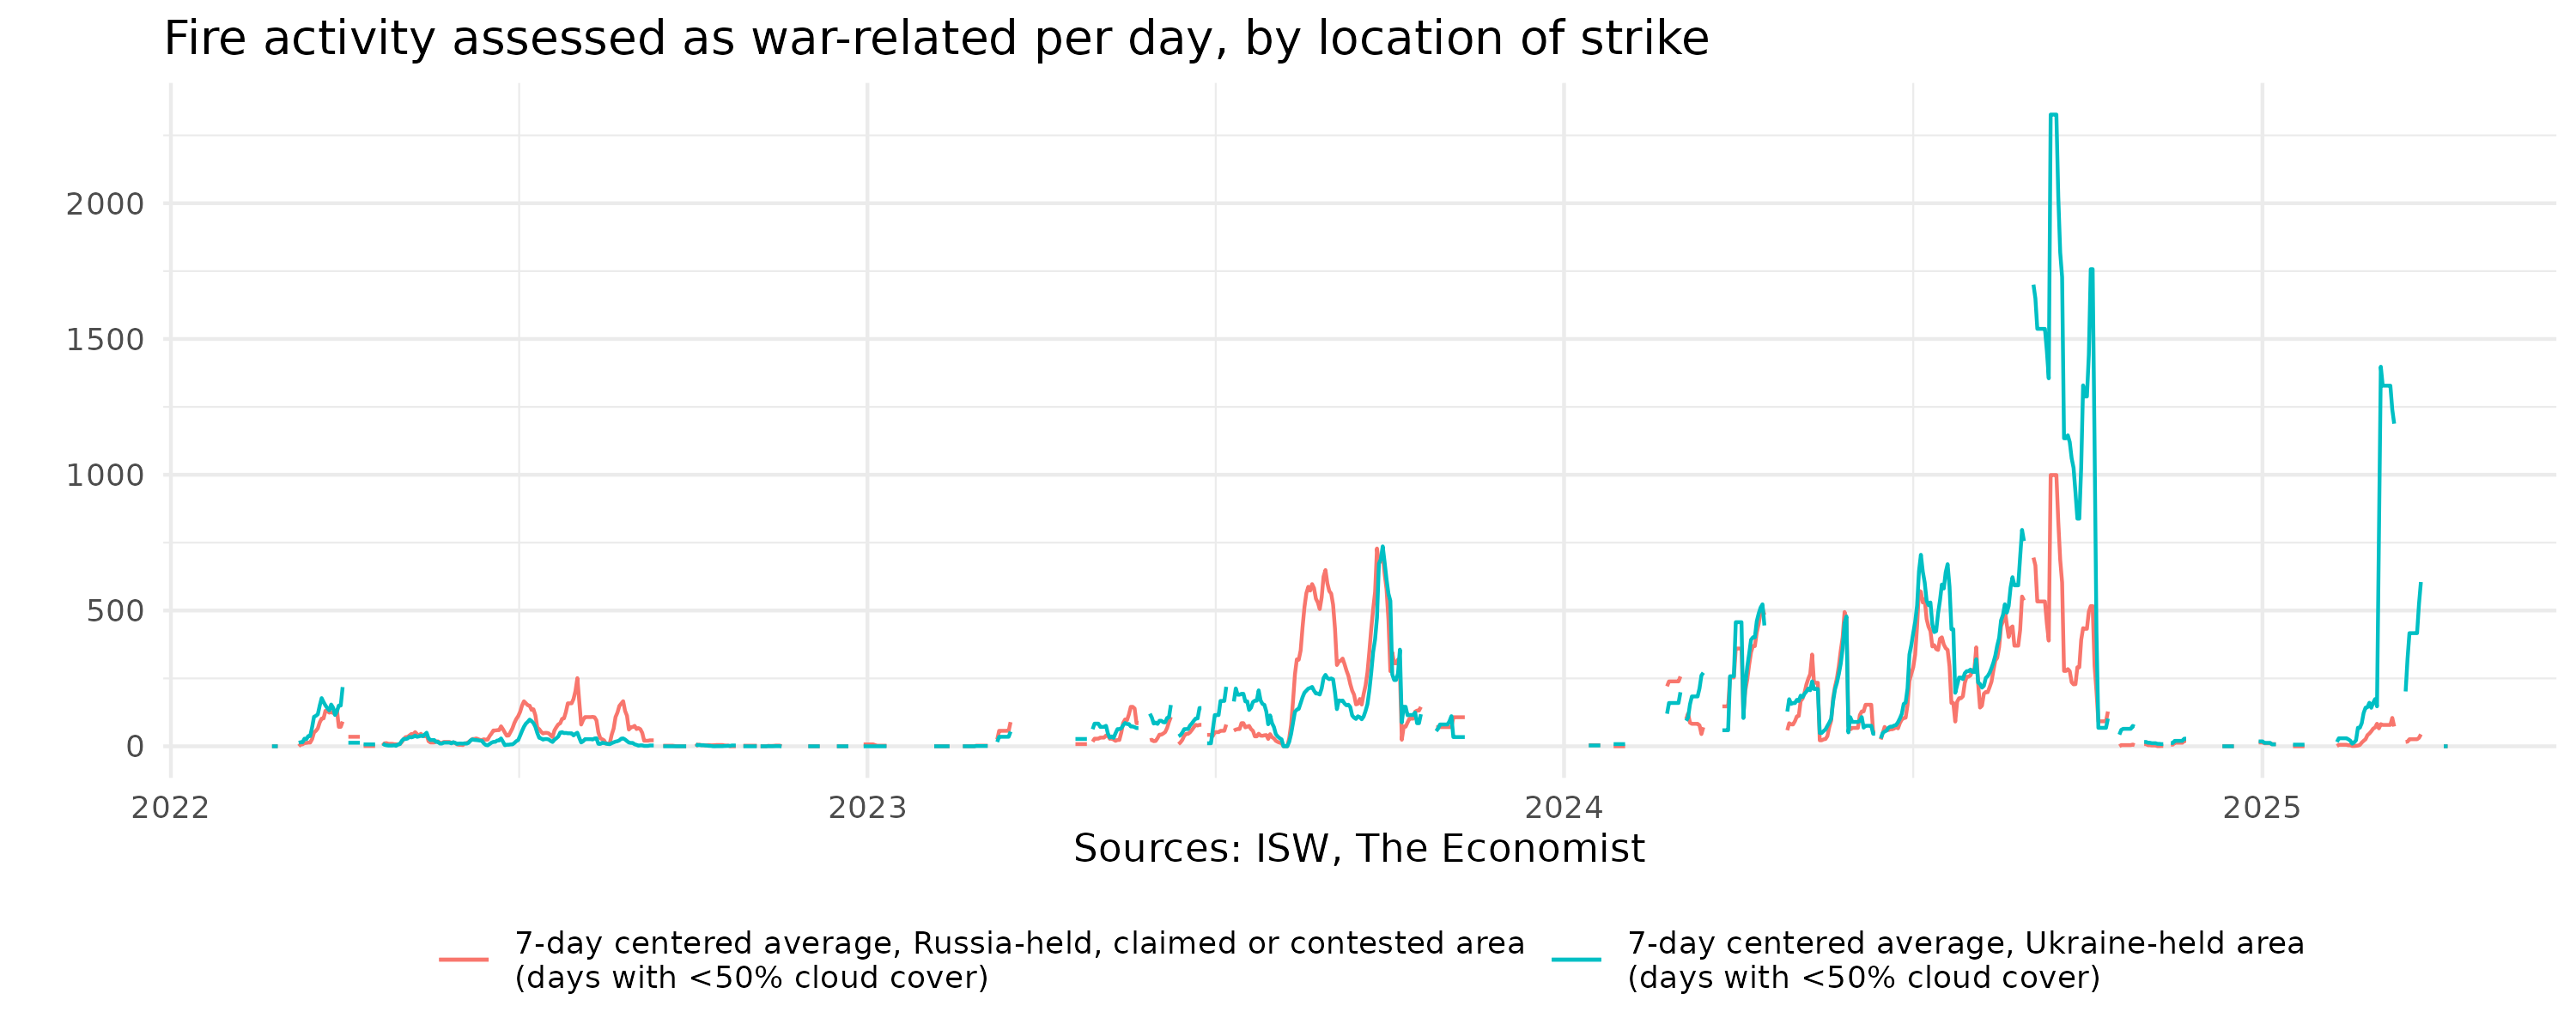 Fire activity assessed as war-related per day, by location of strike
2000
1500
1000
500
0
2022
2023
2024
2025
Sources: ISW, The Economist
7-day centered average, Russia-held, claimed or contested area
(days with <50% cloud cover)
7-day centered average, Ukraine-held area
(days with <50% cloud cover)